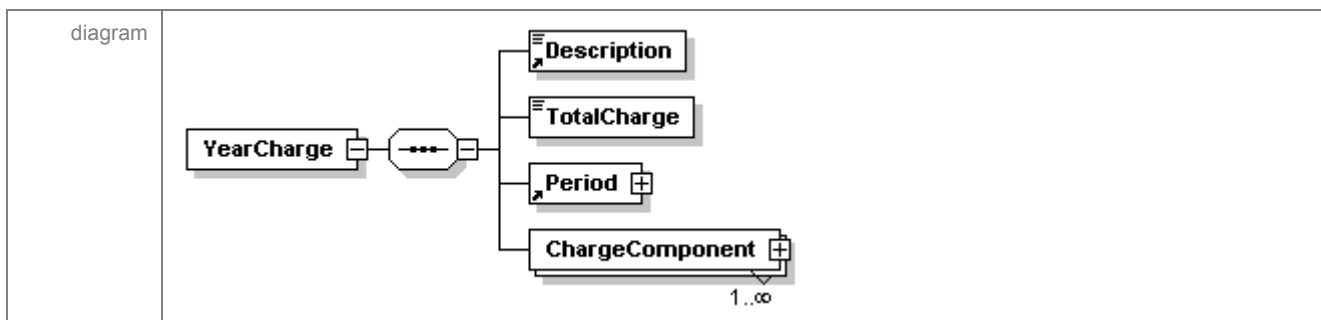 diagram
Description
TotalCharge
YearCharge
Period
ChargeComponent
1..∞